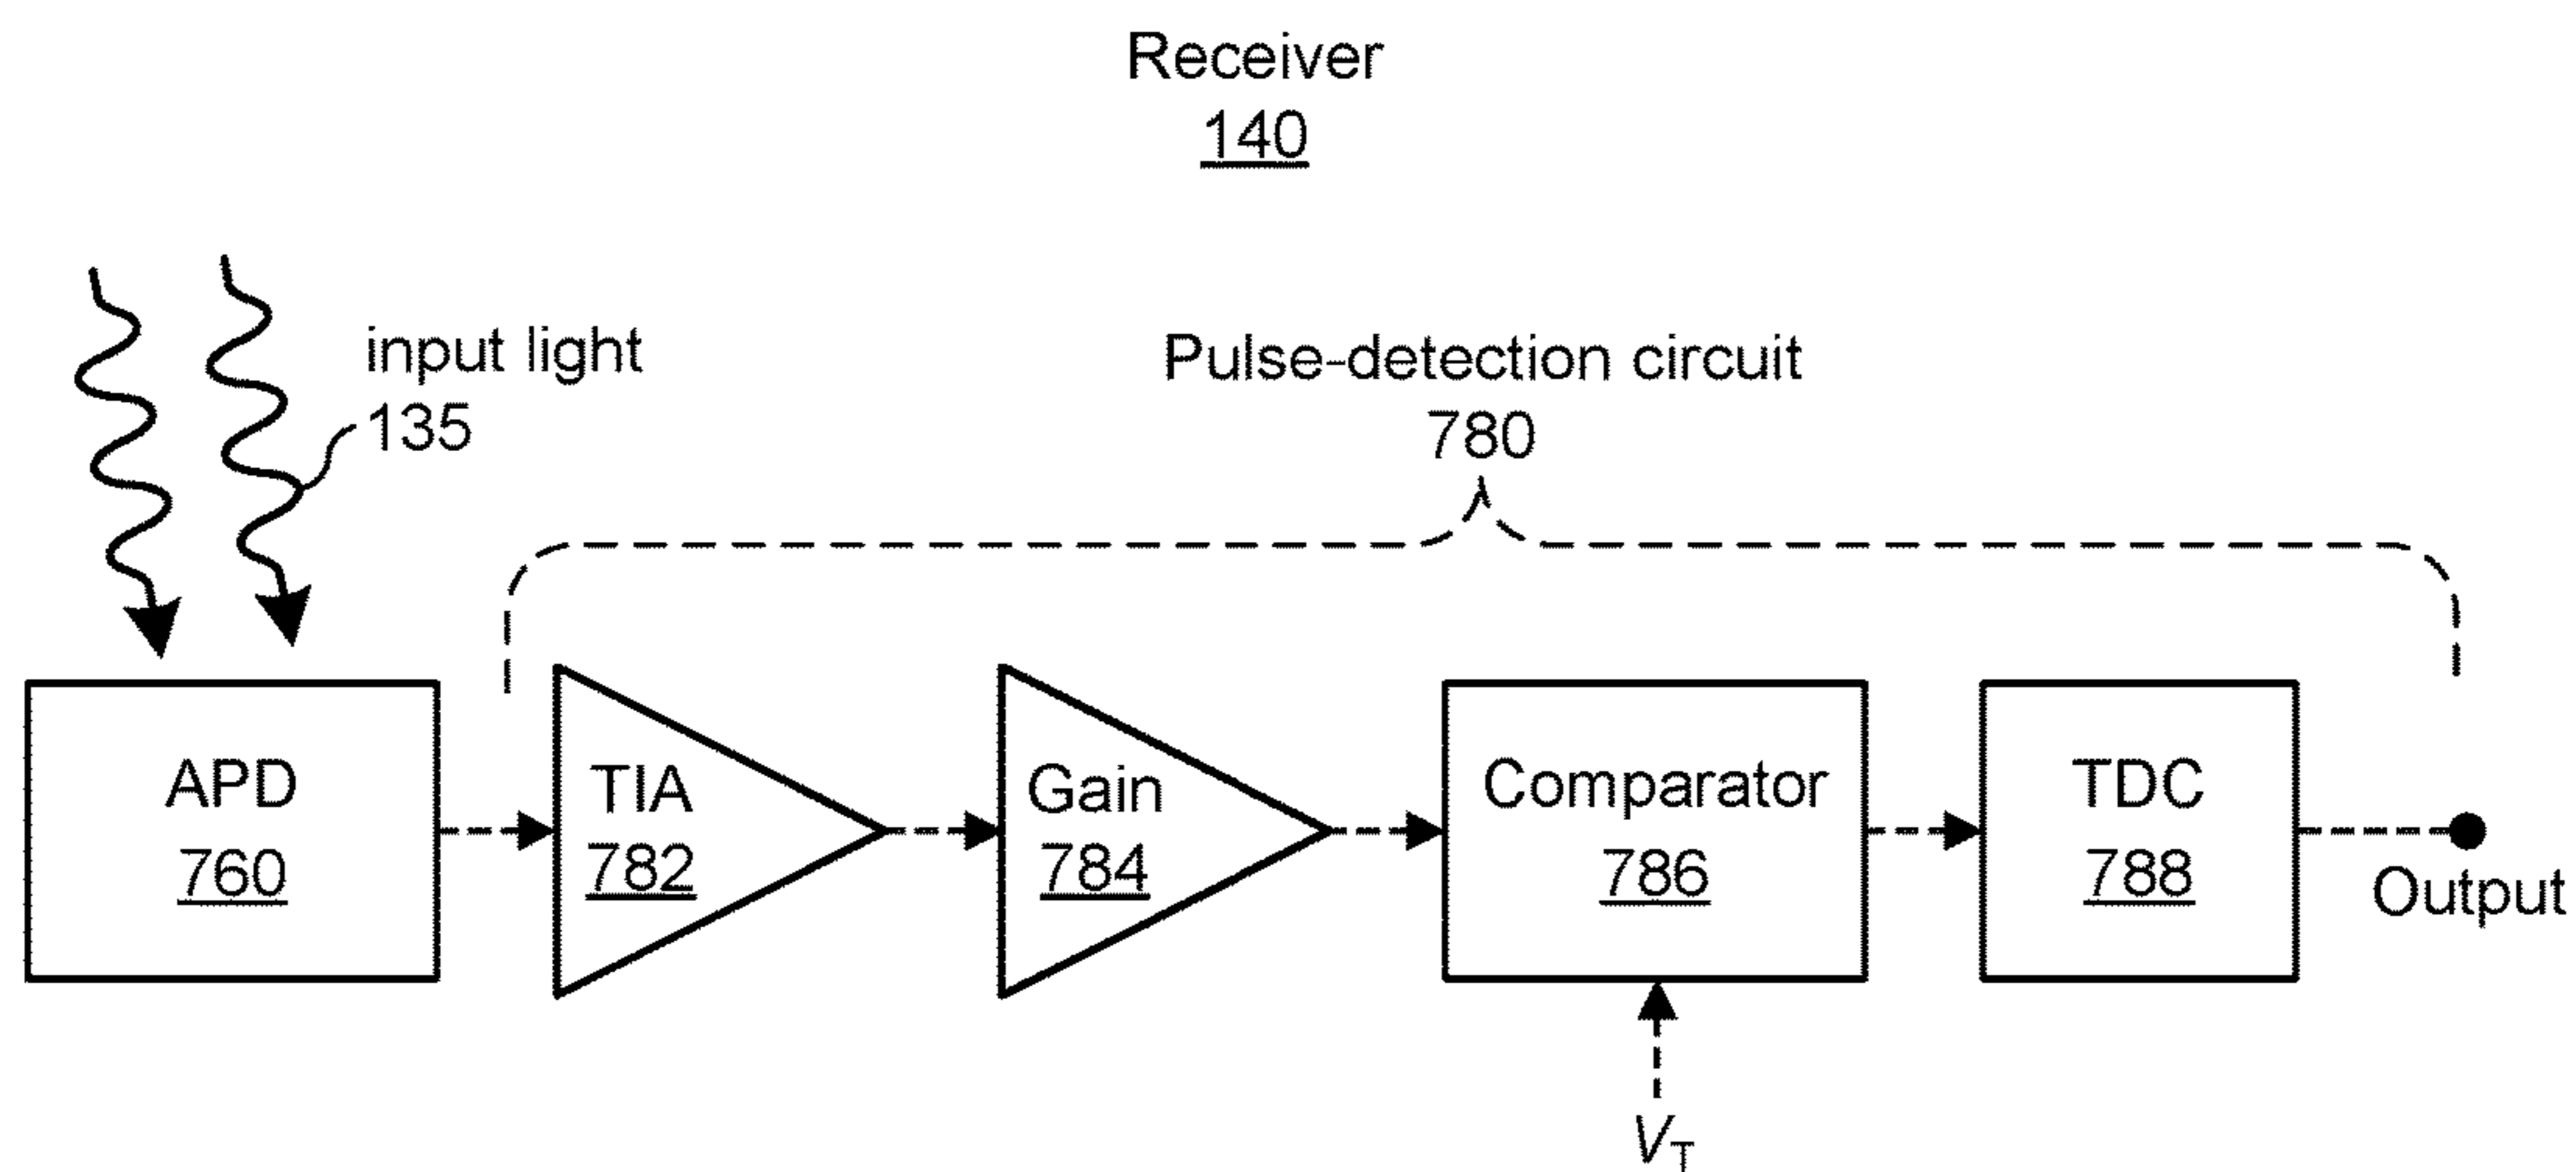 Receiver
140
input light
135
Pulse-detection circuit
780
APD
760
TIA
782
Gain
784
Comparator
786
TDC
788
Output
VT